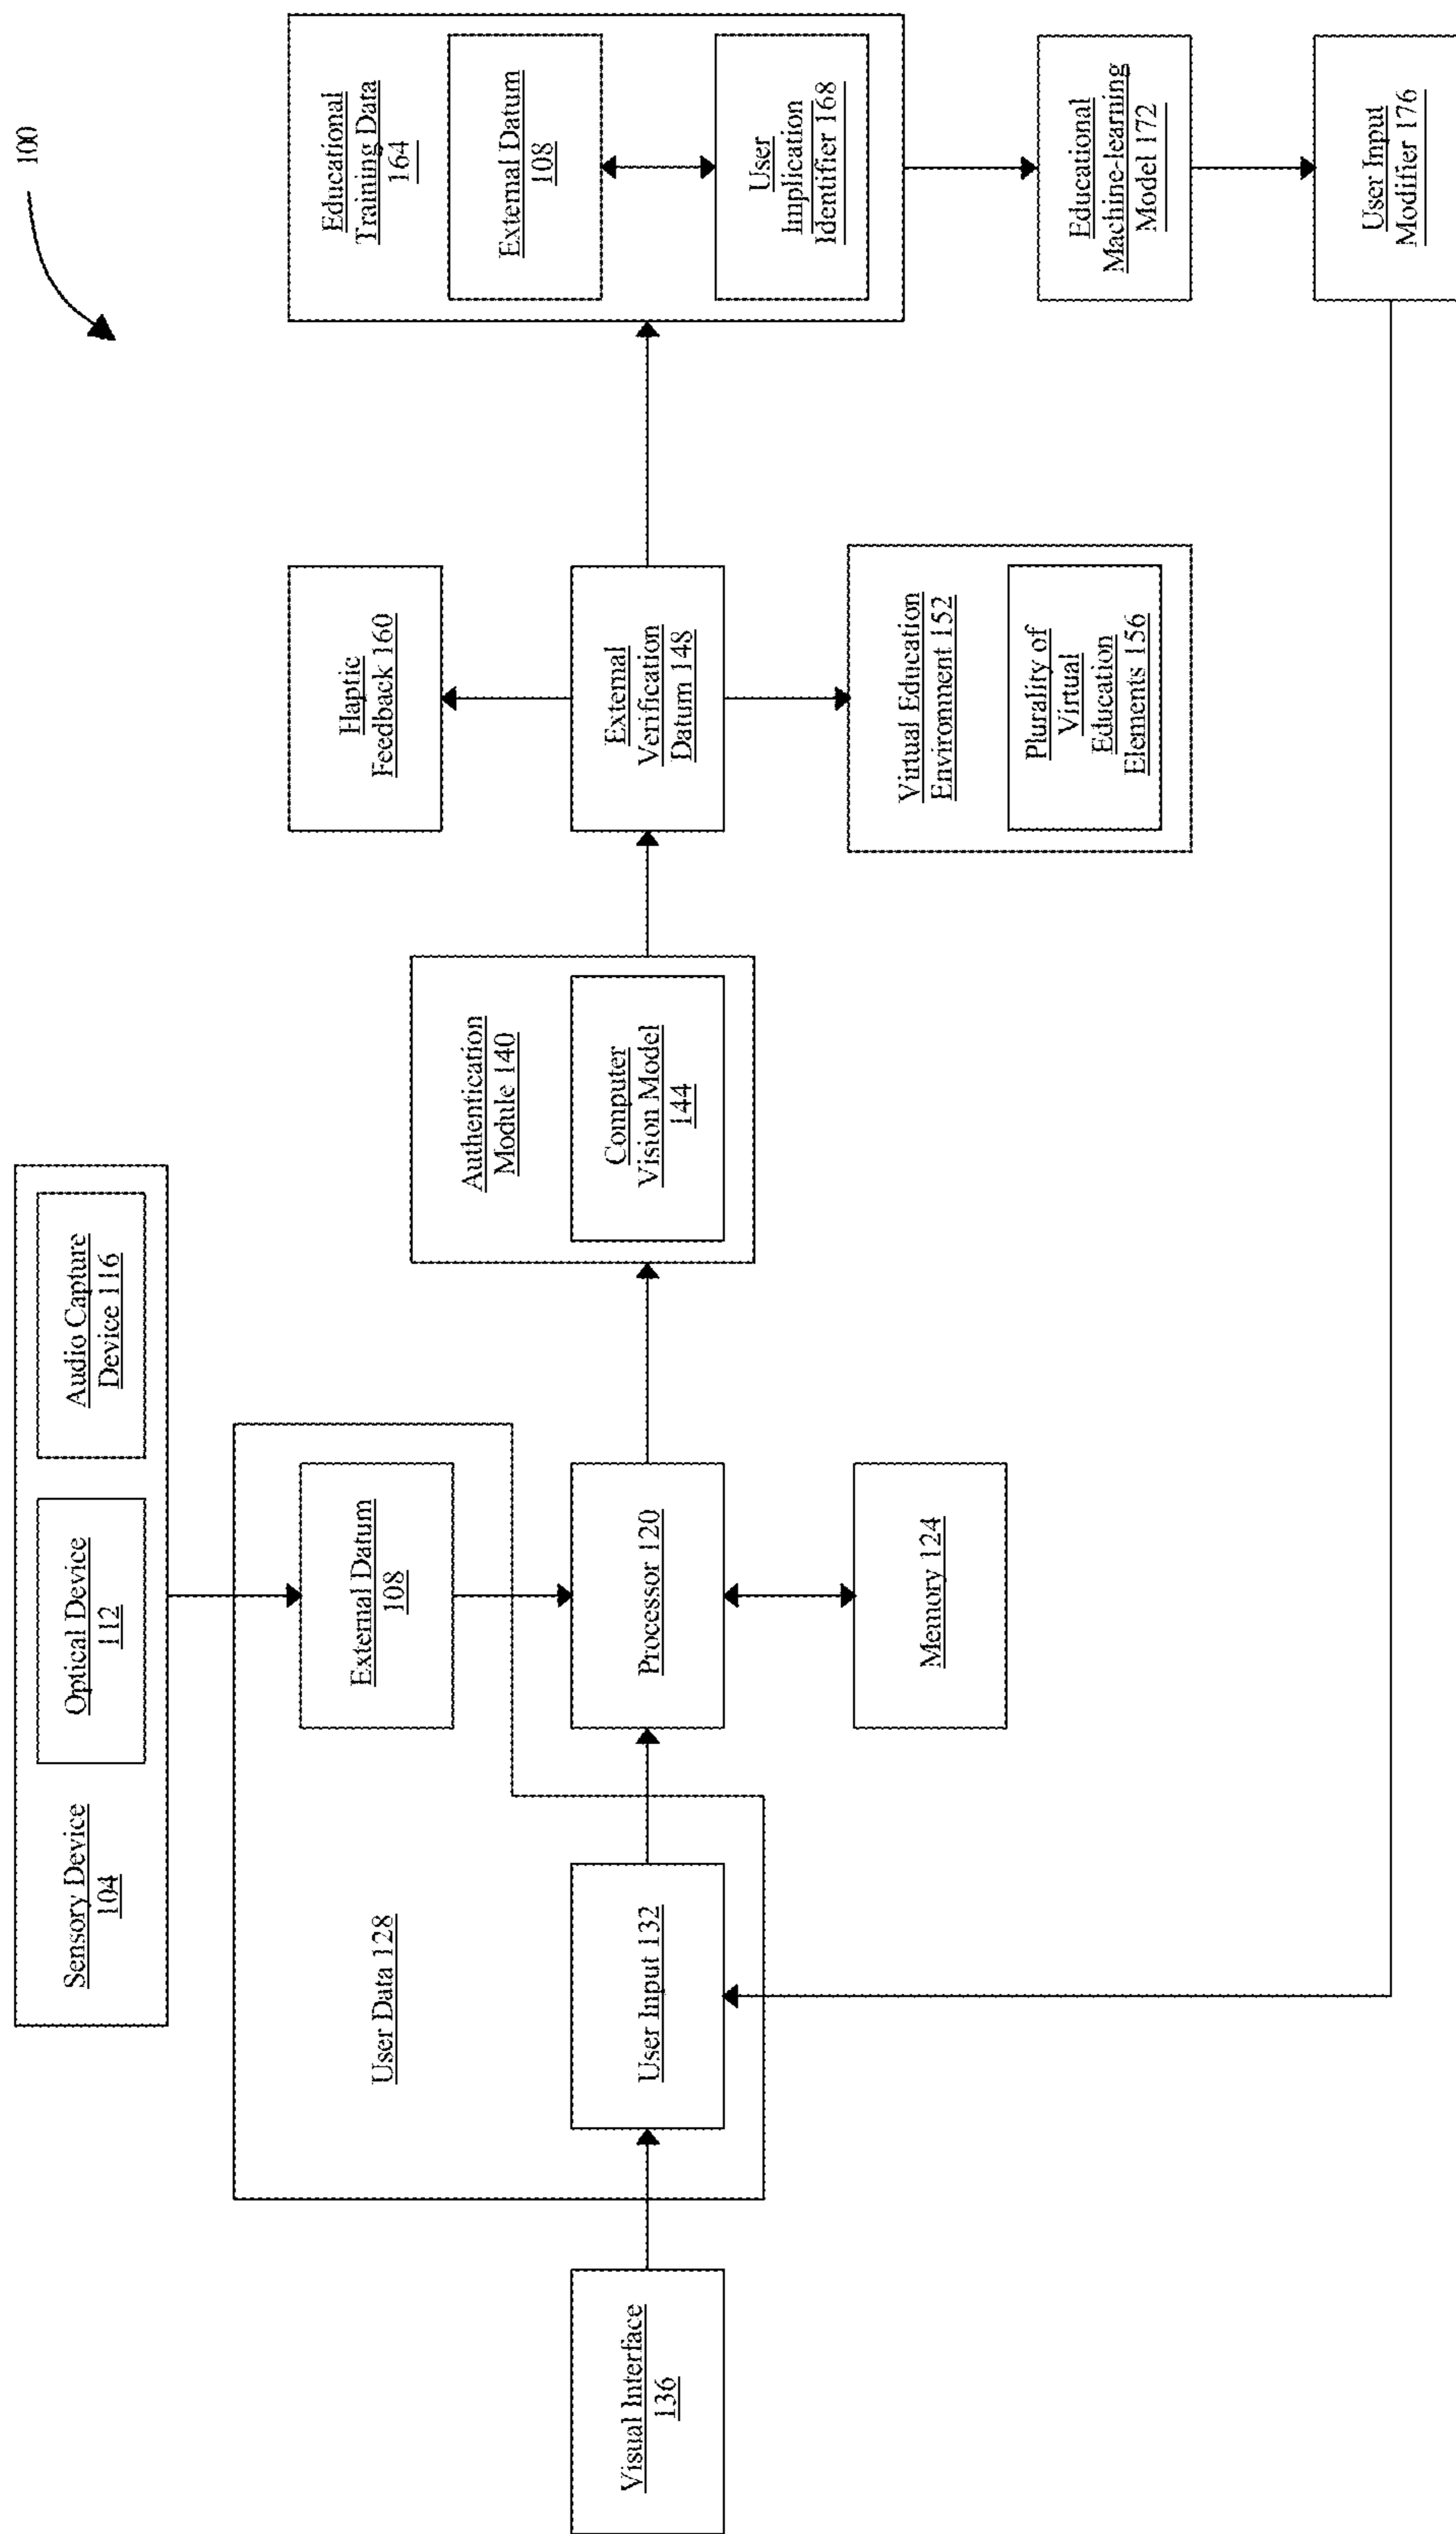 100
Sensory Device
104
Optical Device
112
Audio Capture
Device 116
User Data 128
External Datum
108
Visual Interface
136
User Input 132
Processor 120
Memory 124
Authentication
Module 140
Computer
Vision Model
144
Haptic
Feedback 160
External
Verification
Datum 148
Virtual Education
Environment 152
Plurality of
Virtual
Education
Elements 156
Educational
Training Data
164
External Datum
108
User
Implication
Identifier 168
Educational
Machine-learning
Model 172
User Input
Modifier 176